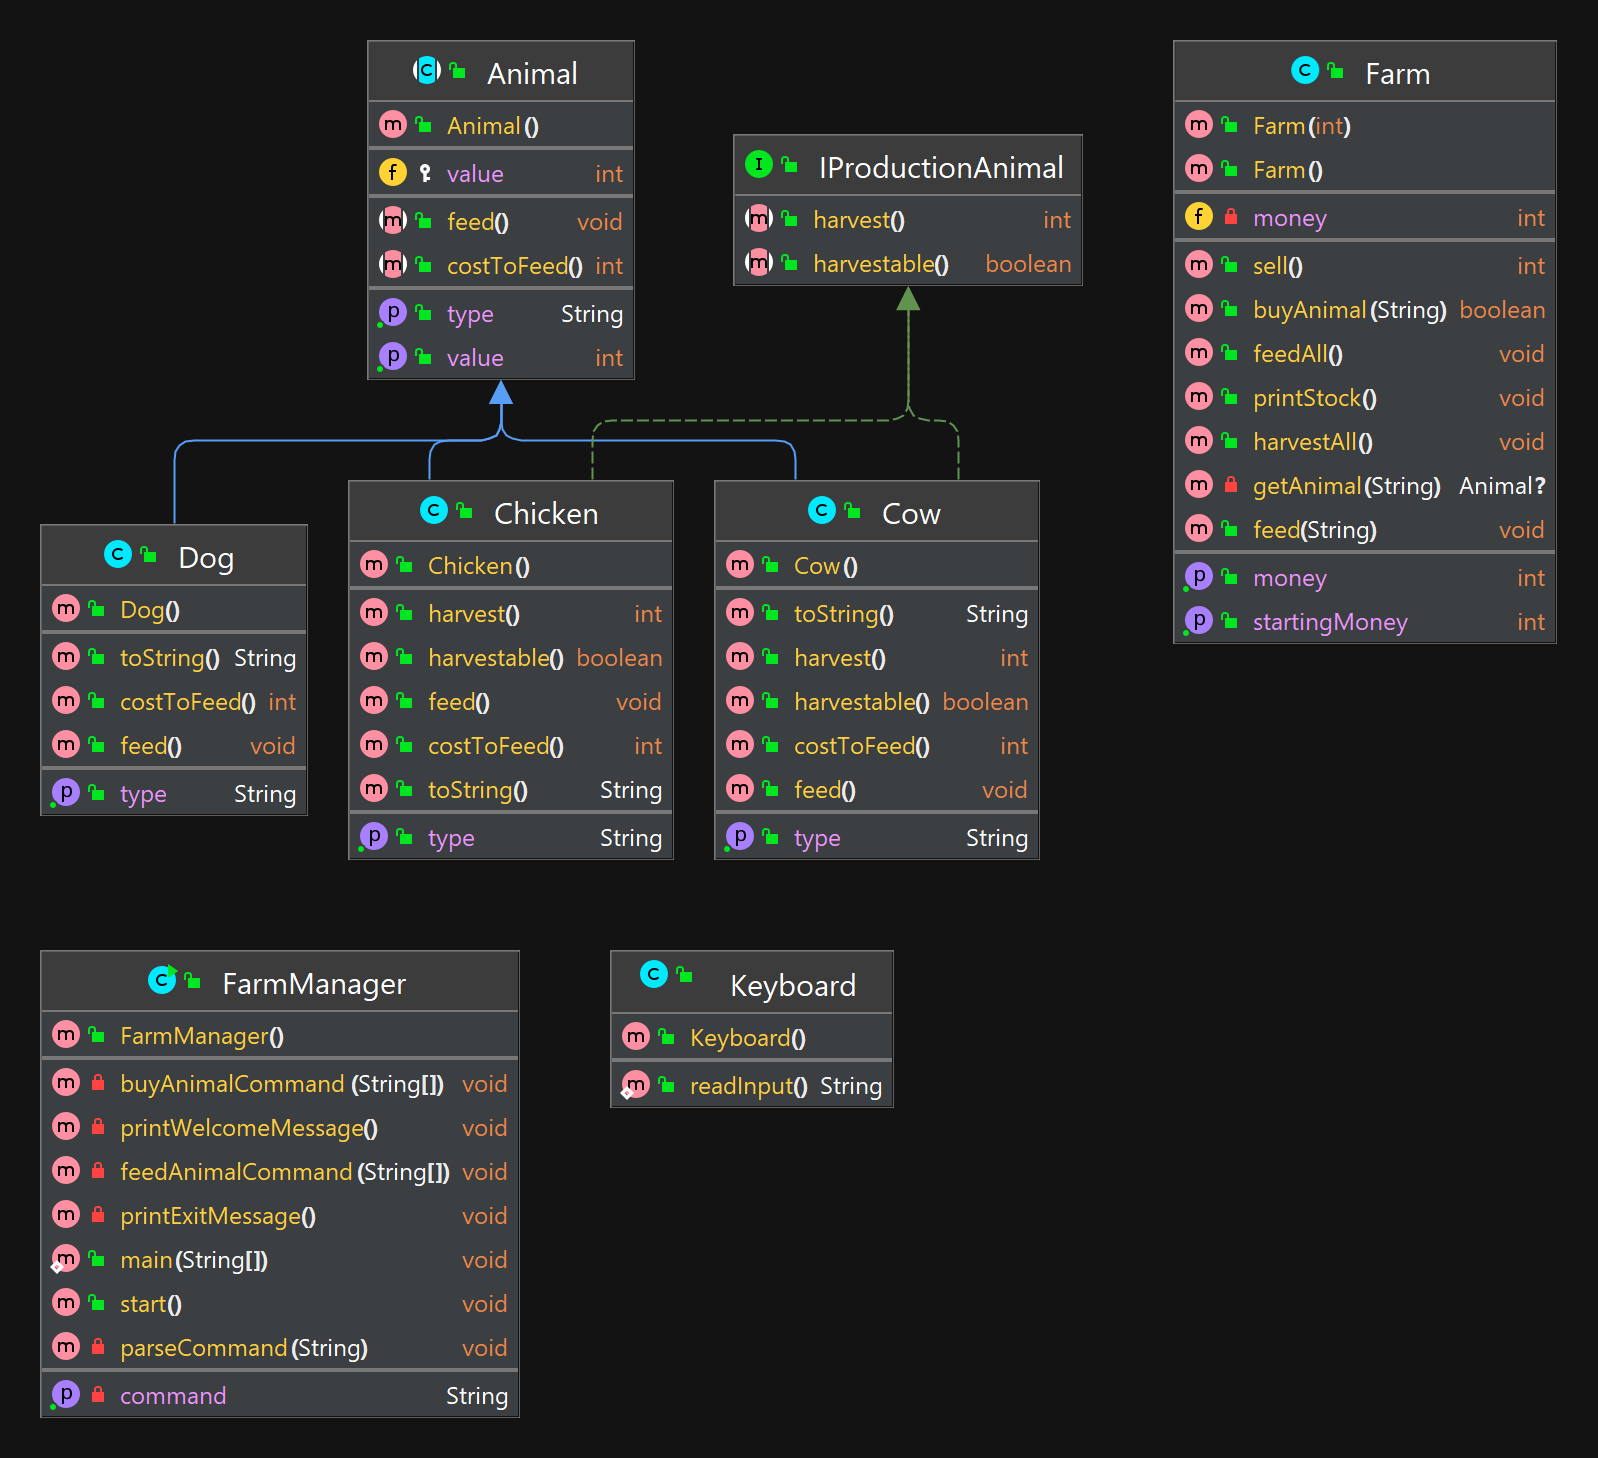 Animal
Animal()
value int
feed() void
costToFeed() int
type String
value int
IProductionAnimal
harvest() int
harvestable() boolean
Farm
Farm(int)
Farm()
money int
sell() int
buyAnimal(String) boolean
feedAll() void
printStock() void
harvestAll() void
getAnimal(String) Animal?
feed(String) void
money int
startingMoney int
Dog
Dog()
toString() String
costToFeed() int
feed() void
type String
Chicken
Chicken()
harvest() int
harvestable() boolean
feed() void
costToFeed() int
toString() String
type String
Cow
Cow()
toString() String
harvest() int
harvestable() boolean
costToFeed() int
feed() void
type String
FarmManager
FarmManager()
buyAnimalCommand(String[]) void
printWelcomeMessage() void
feedAnimalCommand(String[]) void
printExitMessage() void
main(String[]) void
start() void
parseCommand(String) void
command String
Keyboard
Keyboard()
readInput() String